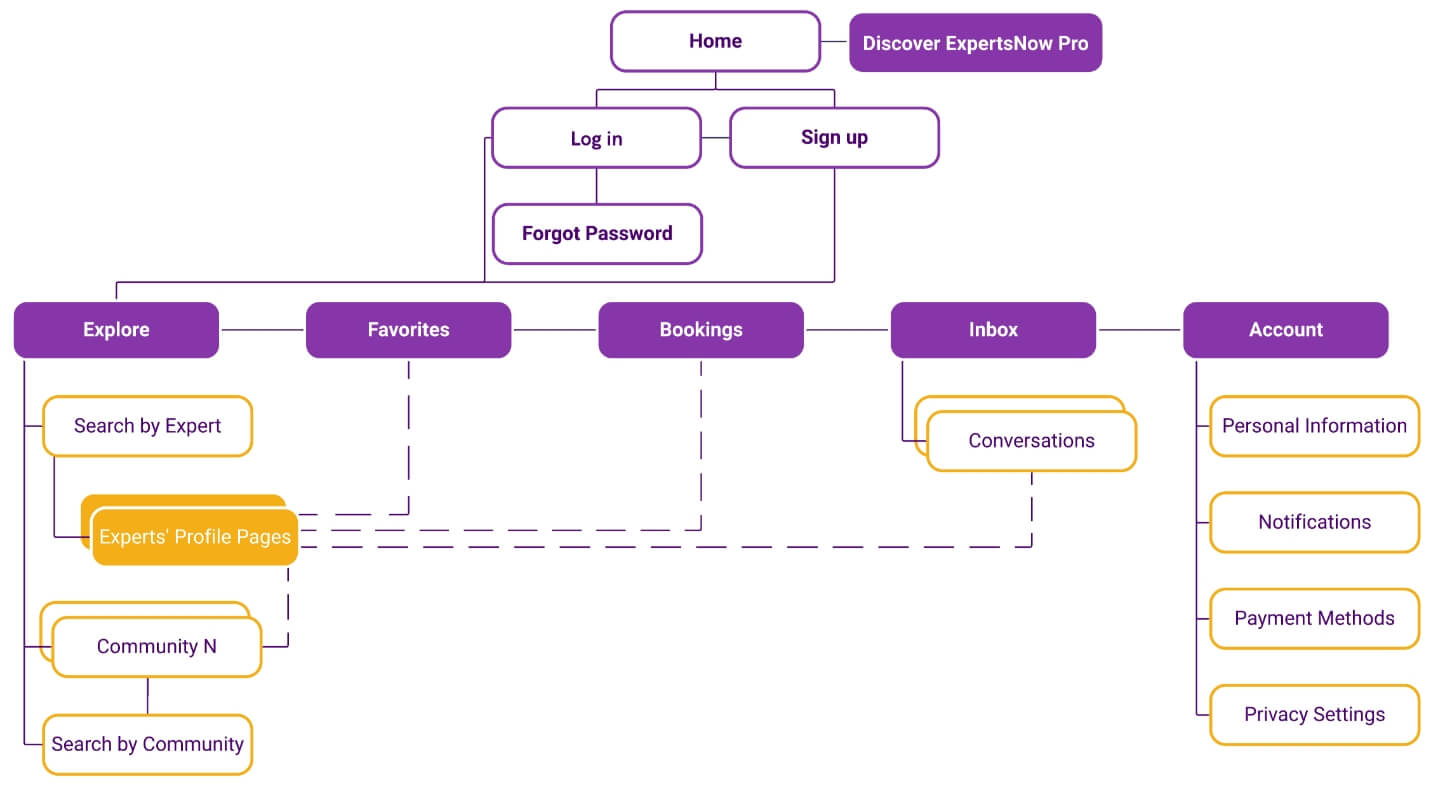 Home
Discover ExpertsNow Pro
Log in
Sign up
Forgot Password
Explore
Favorites
Bookings
Inbox
Account
Search by Expert
Personal Information
Conversations
Notifications
Experts' Profile Pages
Payment Methods
Community N
Privacy Settings
Search by Community